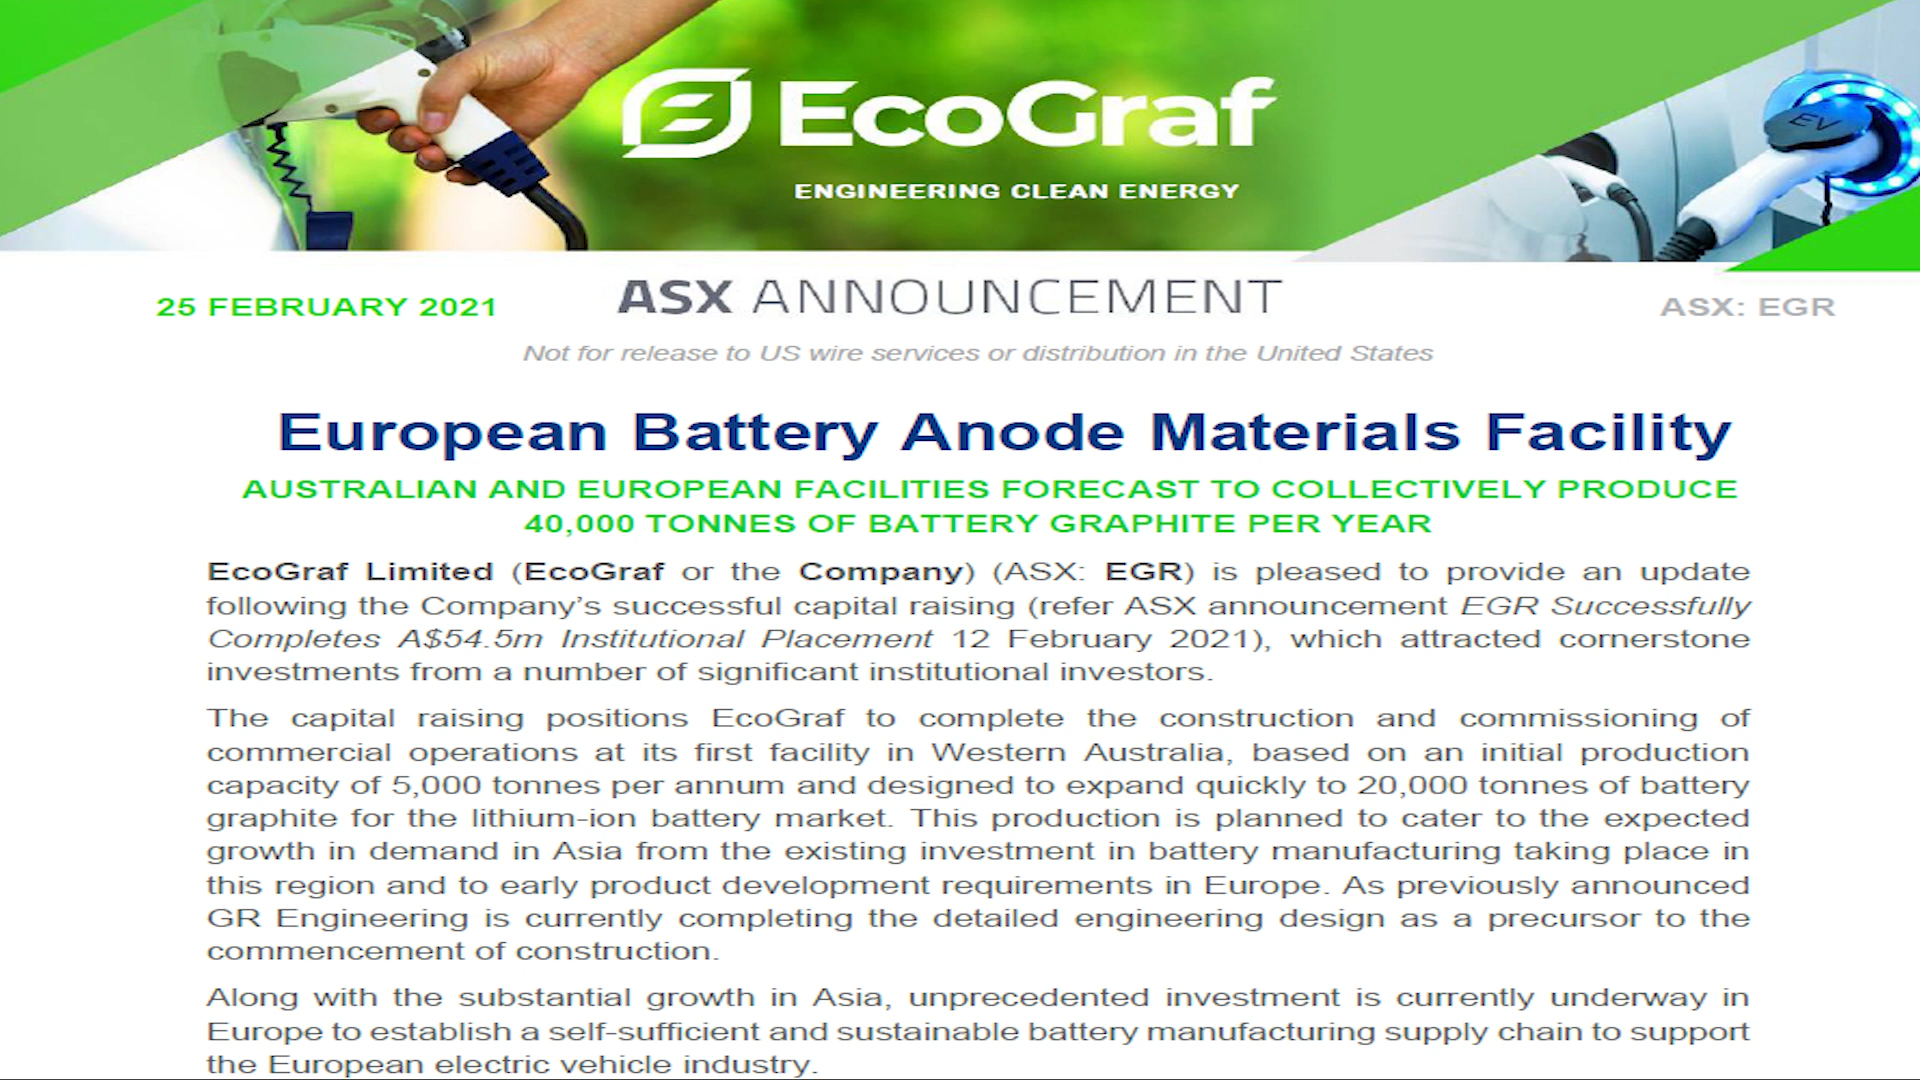 EcoGraf
ENGINEERING CLEAN ENERGY
EV
25 FEBRUARY 2021
ASX ANNOUNCEMENT
ASX: EGR
Not for release to US wire services or distribution in the United States
European Battery Anode Materials Facility
AUSTRALIAN AND EUROPEAN FACILITIES FORECAST TO COLLECTIVELY PRODUCE
40,000 TONNES OF BATTERY GRAPHITE PER YEAR
EcoGraf Limited (EcoGraf or the Company) (ASX: EGR) is pleased to provide an update
following the Company’s successful capital raising (refer ASX announcement EGR Successfully
Completes A$54.5m Institutional Placement 12 February 2021), which attracted cornerstone
investments from a number of significant institutional investors.
The capital raising positions EcoGraf to complete the construction and commissioning of
commercial operations at its first facility in Western Australia, based on an initial production
capacity of 5,000 tonnes per annum and designed to expand quickly to 20,000 tonnes of battery
graphite for the lithium-ion battery market. This production is planned to cater to the expected
growth in demand in Asia from the existing investment in battery manufacturing taking place in
this region and to early product development requirements in Europe. As previously announced
GR Engineering is currently completing the detailed engineering design as a precursor to the
commencement of construction.
Along with the substantial growth in Asia, unprecedented investment is currently underway in
Europe to establish a self-sufficient and sustainable battery manufacturing supply chain to support
the European electric vehicle industry.